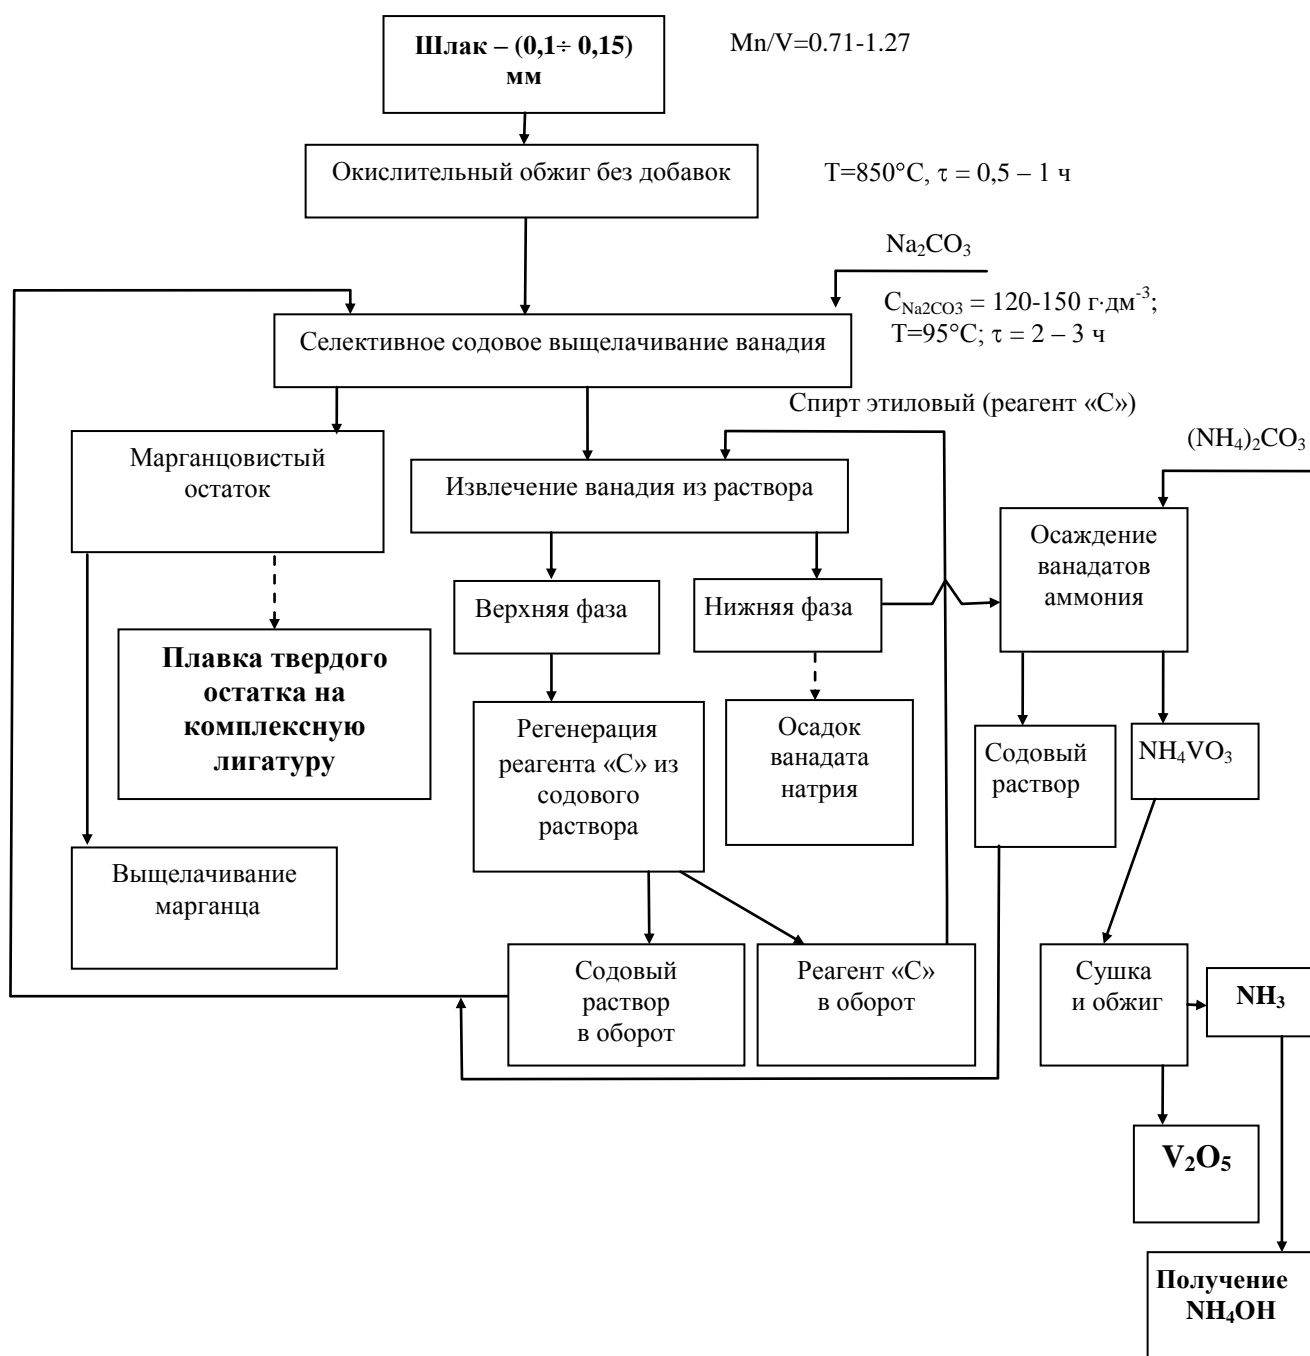 Шлак – (0,1÷ 0,15)
мм
Mn/V=0.71-1.27
Окислительный обжиг без добавок
T=850°C, τ = 0,5 – 1 ч
Na₂CO₃
C_Na2CO3 = 120-150 г·дм⁻³;
T=95°C; τ = 2 – 3 ч
Селективное содовое выщелачивание ванадия
Спирт этиловый (реагент «С»)
(NH₄)₂CO₃
Марганцовистый
остаток
Извлечение ванадия из раствора
Осаждение
ванадатов
аммония
Верхняя фаза
Нижняя фаза
Плавка твердого
остатка на
комплексную
лигатуру
Регенерация
реагента «С» из
содового
раствора
Осадок
ванадата
натрия
Содовый
раствор
NH₄VO₃
Выщелачивание
марганца
Содовый
раствор
в оборот
Реагент «С»
в оборот
Сушка
и обжиг
NH₃
V₂O₅
Получение
NH₄OH